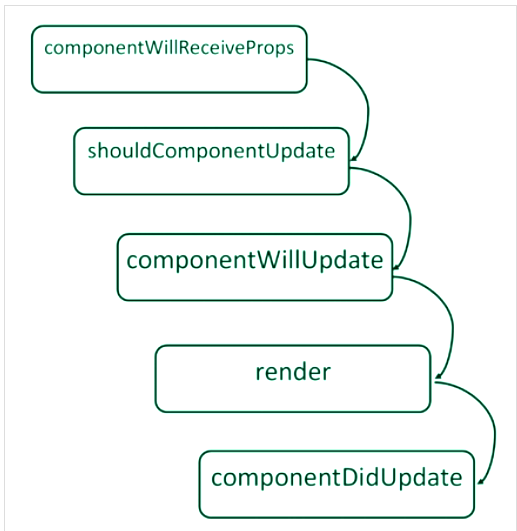 componentWillReceiveProps
shouldComponentUpdate
componentWillUpdate
render
componentDidUpdate